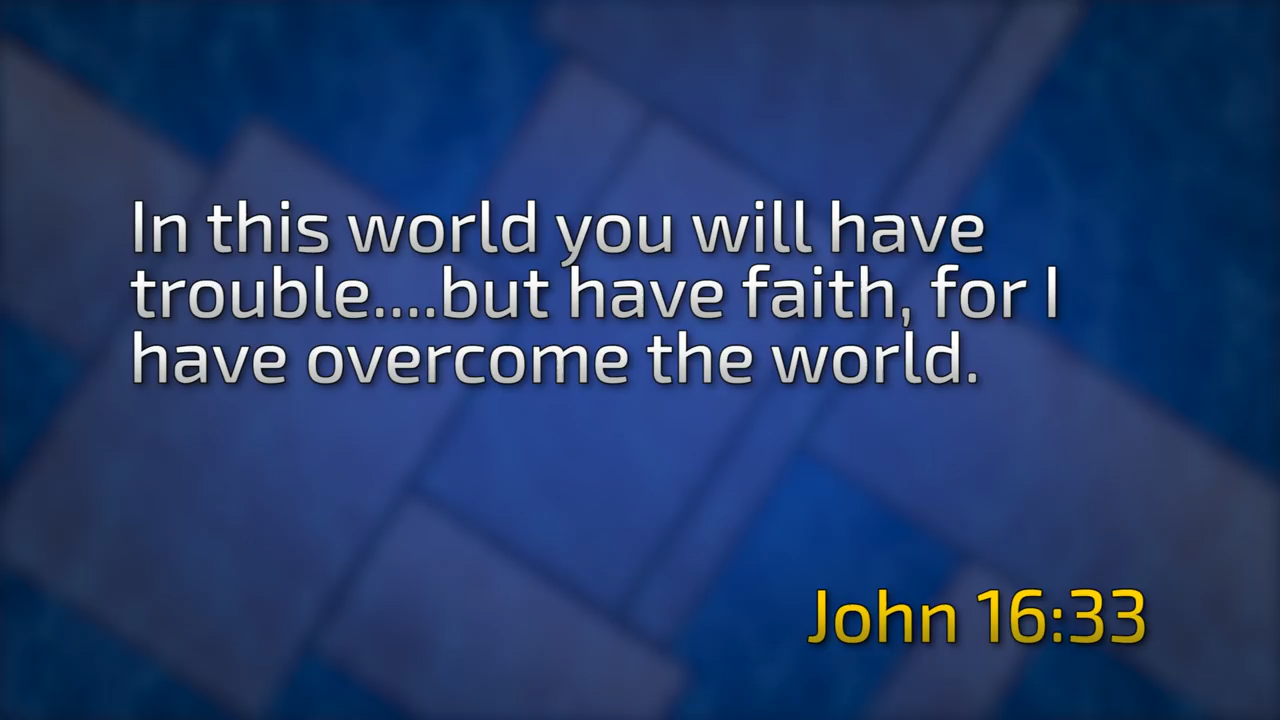 In this world you will have
trouble....but have faith, for I
have overcome the world.
John 16:33